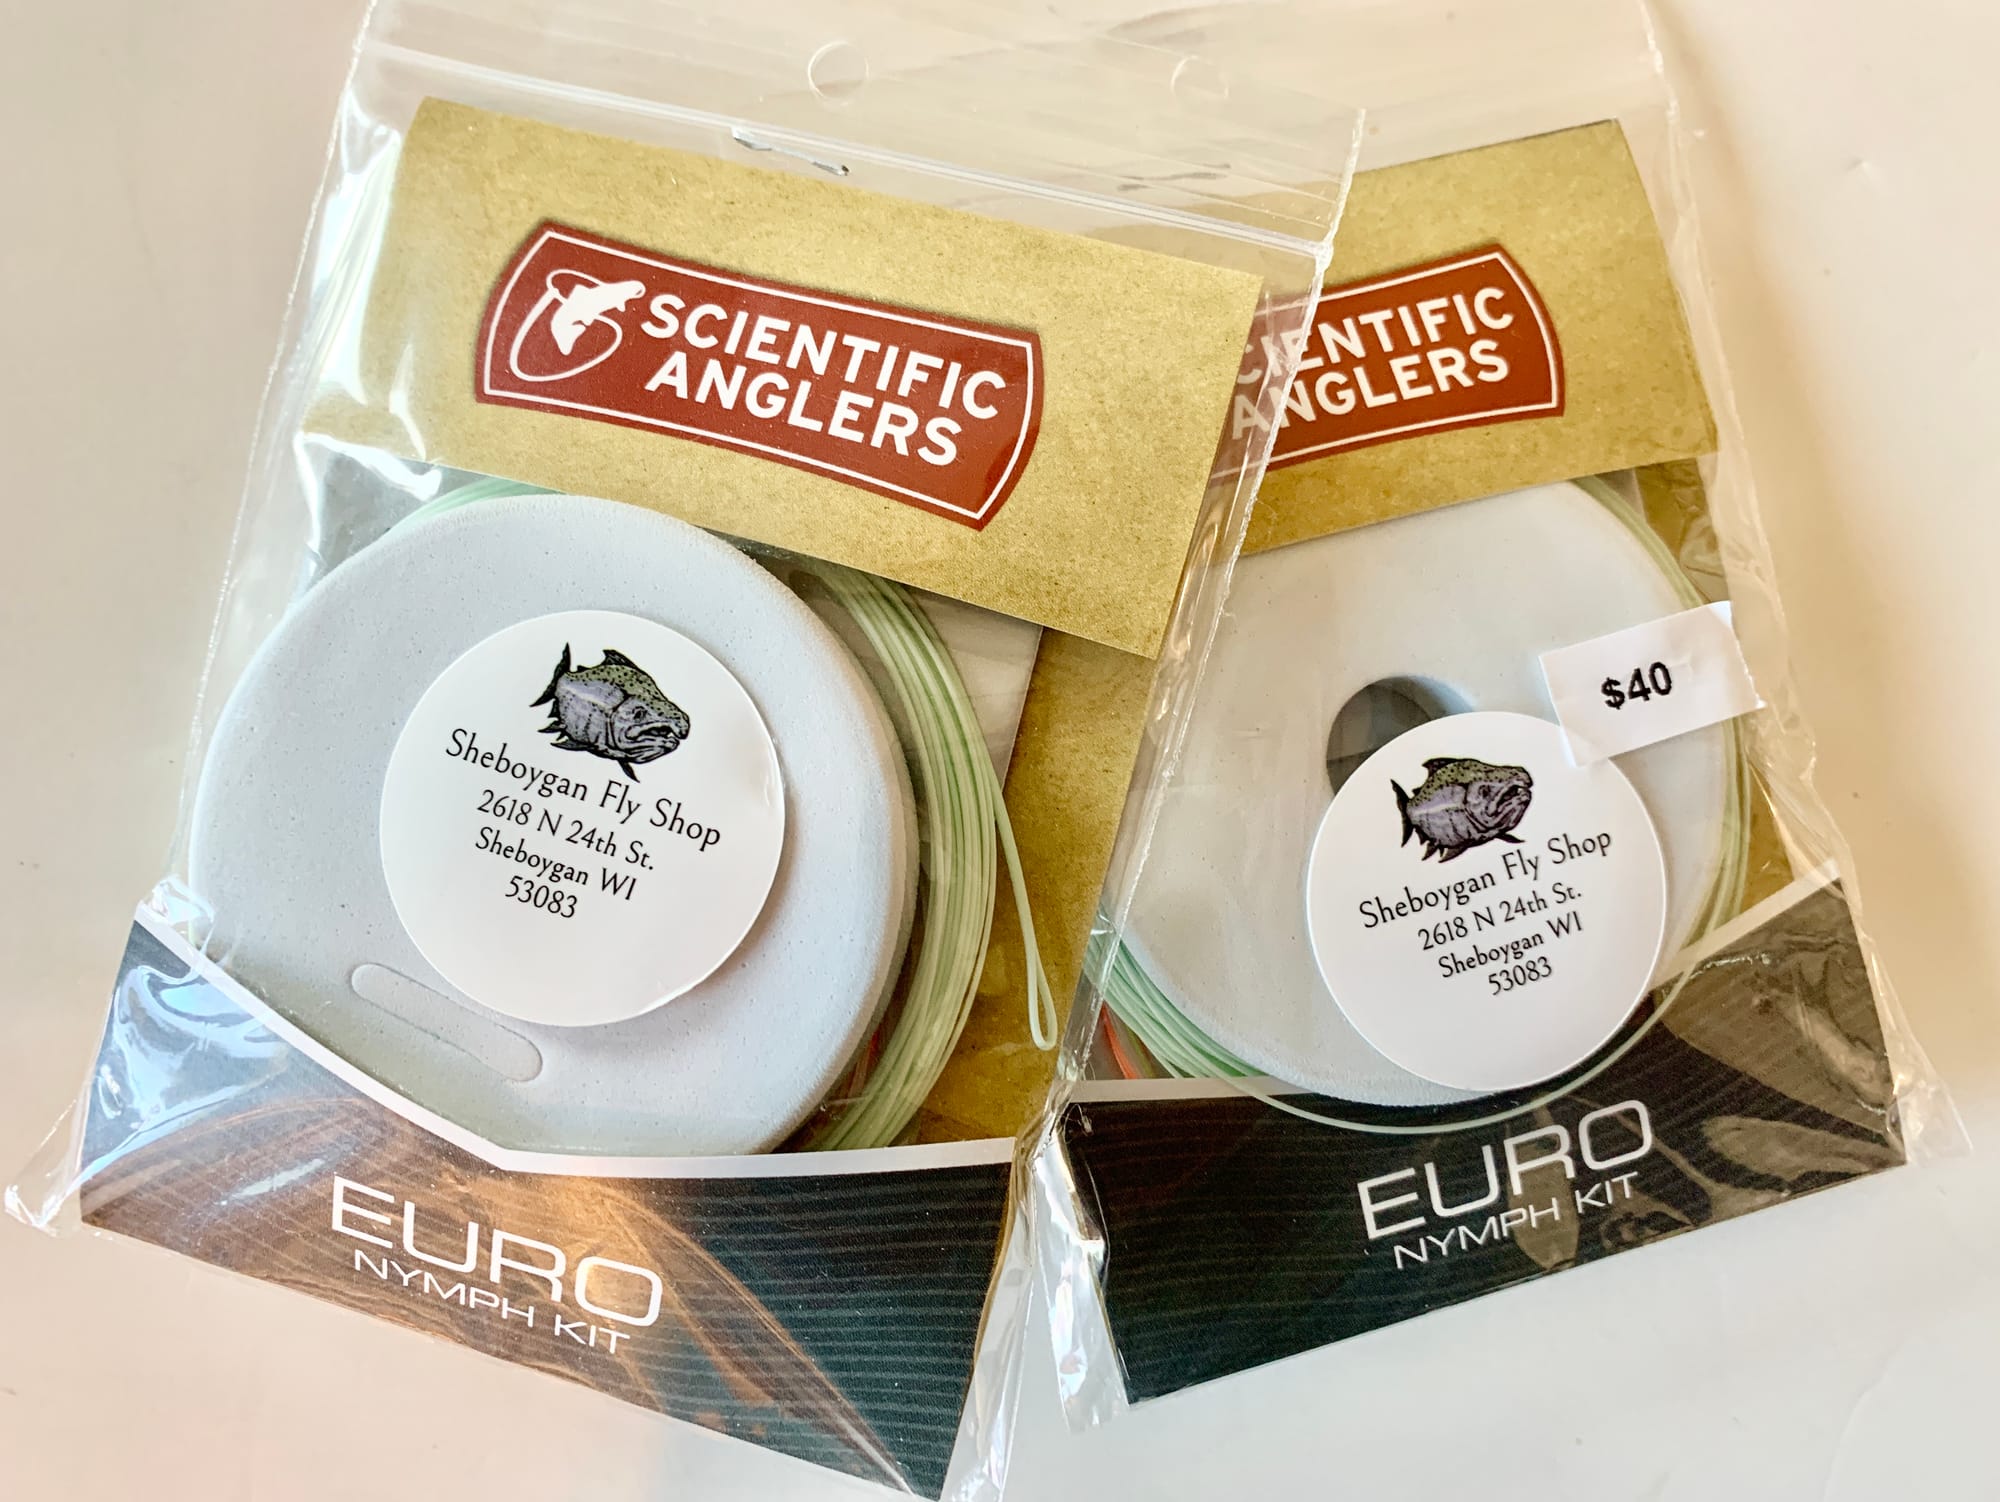 SCIENTIFIC
ANGLERS
Sheboygan Fly Shop
2618 N 24th St.
Sheboygan WI
53083
EURO
NYMPH KIT
CIENTIFIC
ANGLERS
$40
Sheboygan Fly Shop
2618 N 24th St.
Sheboygan WI
53083
EURO
NYMPH KIT